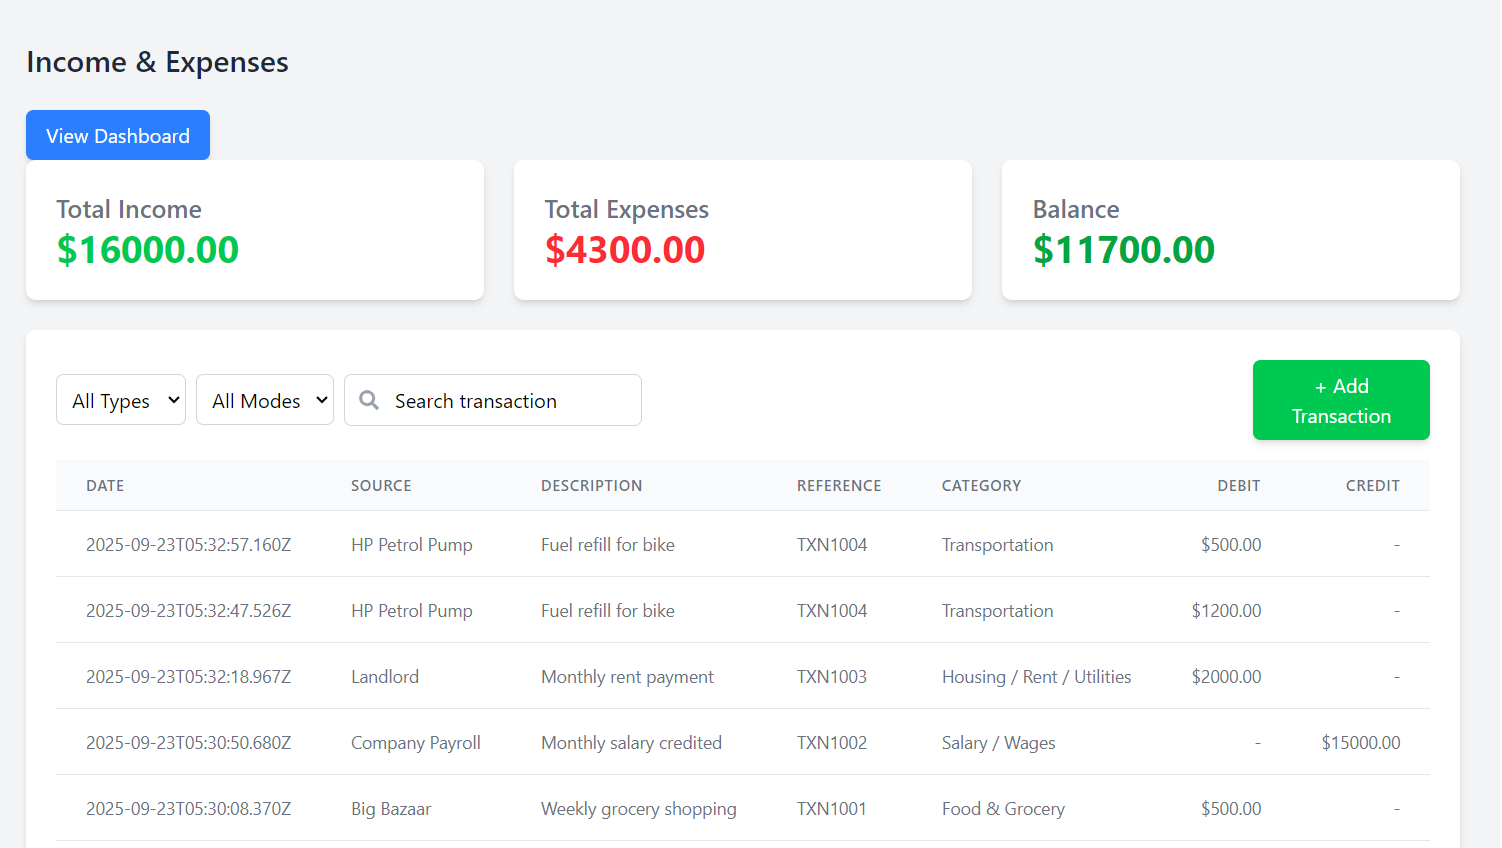 Income & Expenses
View Dashboard
Total Income
$16000.00
Total Expenses
$4300.00
Balance
$11700.00
All Types
All Modes
Search transaction
+ Add
Transaction
DATE SOURCE DESCRIPTION REFERENCE CATEGORY DEBIT CREDIT
2025-09-23T05:32:57.160Z HP Petrol Pump Fuel refill for bike TXN1004 Transportation $500.00 -
2025-09-23T05:32:47.526Z HP Petrol Pump Fuel refill for bike TXN1004 Transportation $1200.00 -
2025-09-23T05:32:18.967Z Landlord Monthly rent payment TXN1003 Housing / Rent / Utilities $2000.00 -
2025-09-23T05:30:50.680Z Company Payroll Monthly salary credited TXN1002 Salary / Wages - $15000.00
2025-09-23T05:30:08.370Z Big Bazaar Weekly grocery shopping TXN1001 Food & Grocery $500.00 -